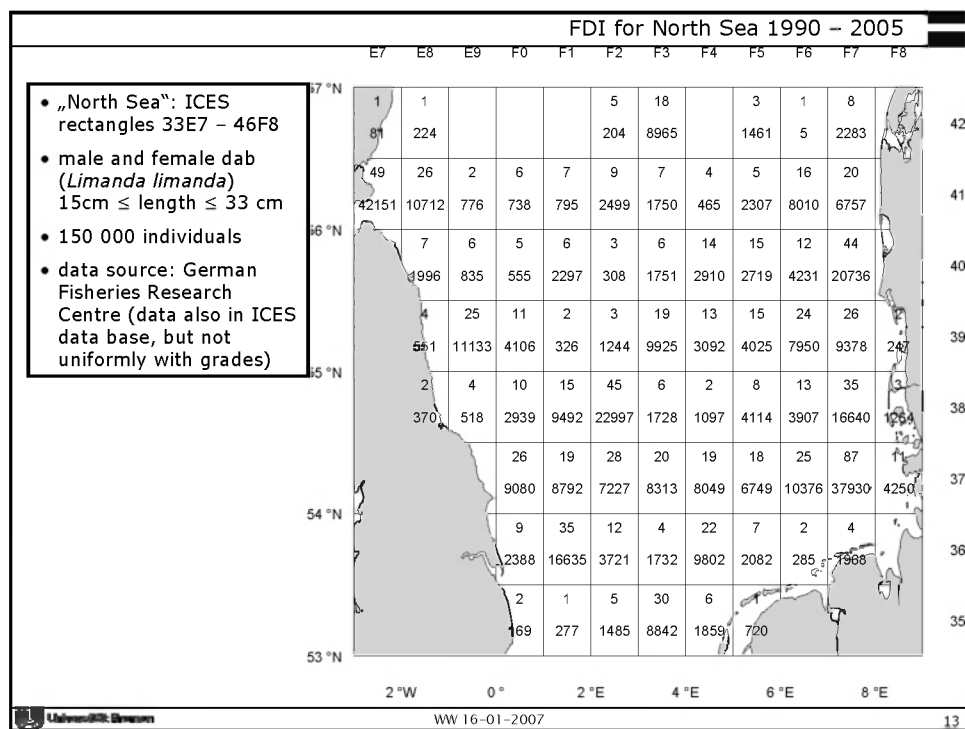 FDI for North Sea 1990 – 2005
E7 E8 E9 F0 F1 F2 F3 F4 F5 F6 F7 F8
• „North Sea“: ICES
rectangles 33E7 – 46F8
• male and female dab
(Limanda limanda)
15cm ≤ length ≤ 33 cm
• 150 000 individuals
• data source: German
Fisheries Research
Centre (data also in ICES
data base, but not
uniformly with grades)
57 °N
1 1 5 18 3 1 8
42
81 224 204 8965 1461 5 2283
49 26 2 6 7 9 7 4 5 16 20
41
42151 10712 776 738 795 2499 1750 465 2307 8010 6757
56 °N
7 6 5 6 3 6 14 15 12 44
40
1996 835 555 2297 308 1751 2910 2719 4231 20736
4 25 11 2 3 19 13 15 24 26 2
39
551 11133 4106 326 1244 9925 3092 4025 7950 9378 247
55 °N
2 4 10 15 45 6 2 8 13 35 3
38
370 518 2939 9492 22997 1728 1097 4114 3907 16640 1264
26 19 28 20 19 18 25 87 11
37
9080 8792 7227 8313 8049 6749 10376 37930 4250
54 °N
9 35 12 4 22 7 2 4
36
2388 16635 3721 1732 9802 2082 285 1968
2 1 5 30 6 1
35
169 277 1485 8842 1859 720
53 °N
2 °W 0 ° 2 °E 4 °E 6 °E 8 °E
Universität Bremen
WW 16-01-2007
13